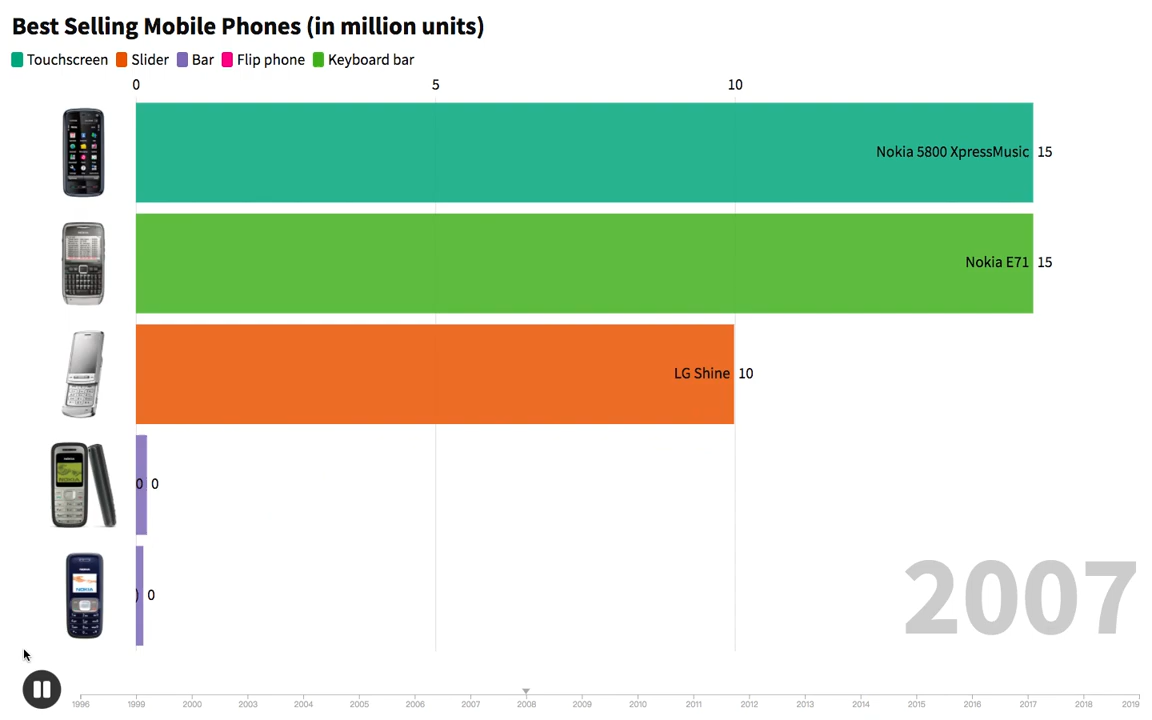 Best Selling Mobile Phones (in million units)
Touchscreen Slider Bar Flip phone Keyboard bar
0 5 10
Nokia 5800 XpressMusic 15
Nokia E71 15
LG Shine 10
0 0
) 0
2007
1996 1999 2000 2002 2003 2004 2005 2006 2008 2009 2010 2012 2013 2014 2015 2016 2017 2018 2019